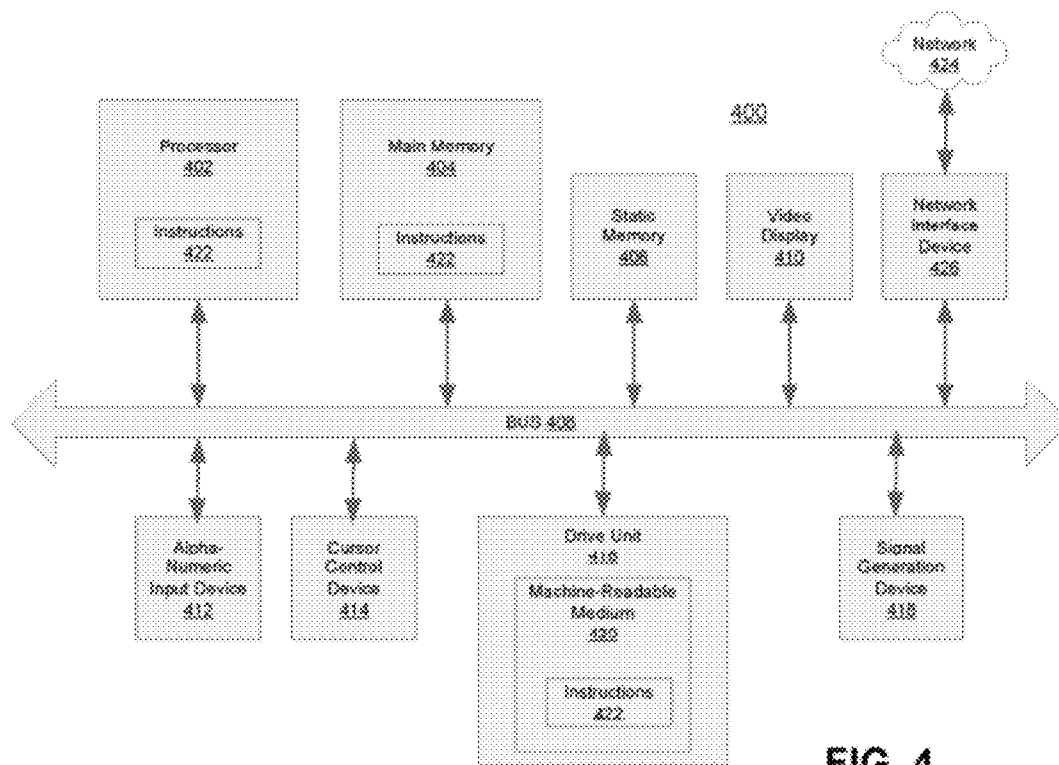 Network
424
400
Processor
402
Instructions
422
Main Memory
404
Instructions
422
Static
Memory
408
Video
Display
410
Network
Interface
Device
426
BUS 406
Alpha-
Numeric
Input Device
412
Cursor
Control
Device
414
Drive Unit
416
Machine-Readable
Medium
420
Instructions
422
Signal
Generation
Device
418
FIG. 4